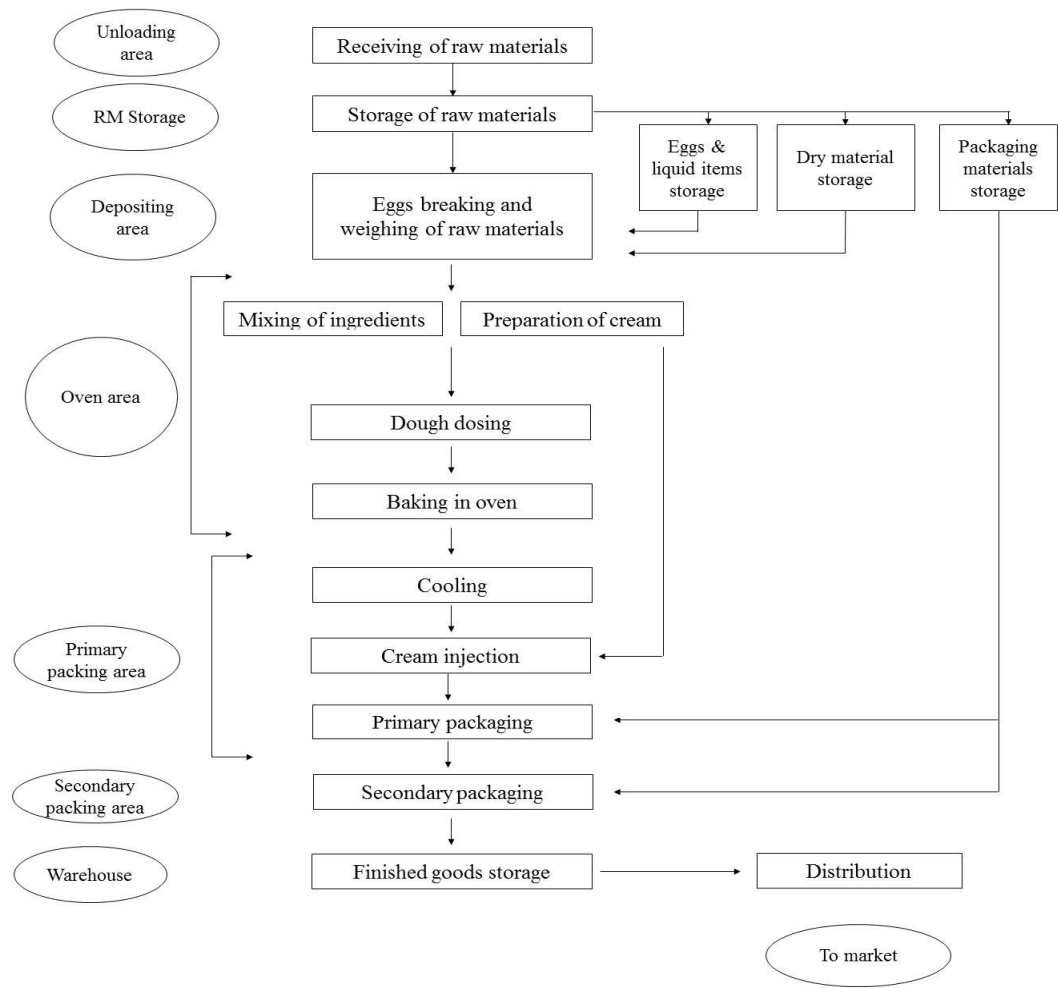 Unloading
area
Receiving of raw materials
RM Storage
Storage of raw materials
Eggs &
liquid items
storage
Dry material
storage
Packaging
materials
storage
Depositing
area
Eggs breaking and
weighing of raw materials
Mixing of ingredients
Preparation of cream
Oven area
Dough dosing
Baking in oven
Cooling
Primary
packing area
Cream injection
Primary packaging
Secondary
packing area
Secondary packaging
Warehouse
Finished goods storage
Distribution
To market